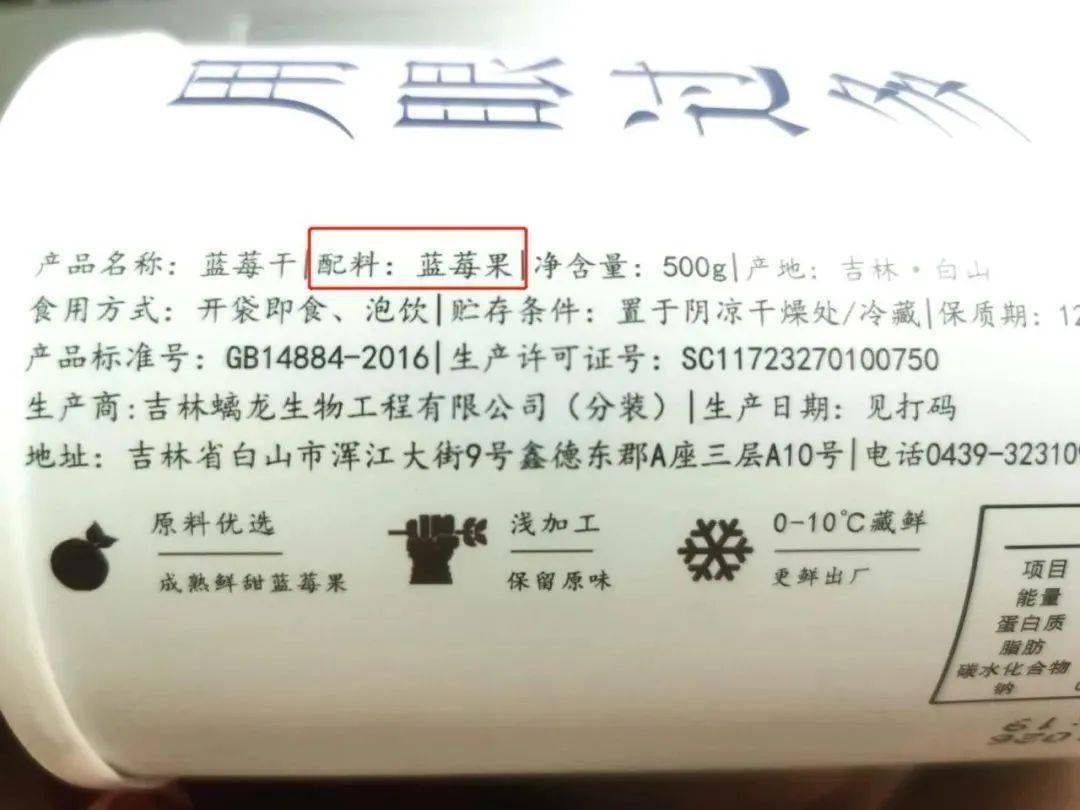 用眼过多
产品名称：蓝莓干|配料：蓝莓果|净含量：500g|产地：吉林·白山
食用方式：开袋即食、泡饮|贮存条件：置于阴凉干燥处/冷藏|保质期：12
产品标准号：GB14884-2016|生产许可证号：SC11723270100750
生产商:吉林螭龙生物工程有限公司（分装）|生产日期：见打码
地址：吉林省白山市浑江大街9号鑫德东郡A座三层A10号|电话0439-323109
原料优选
成熟鲜甜蓝莓果
浅加工
保留原味
0-10℃藏鲜
更鲜出厂
项目
能量
蛋白质
脂肪
碳水化合物
钠